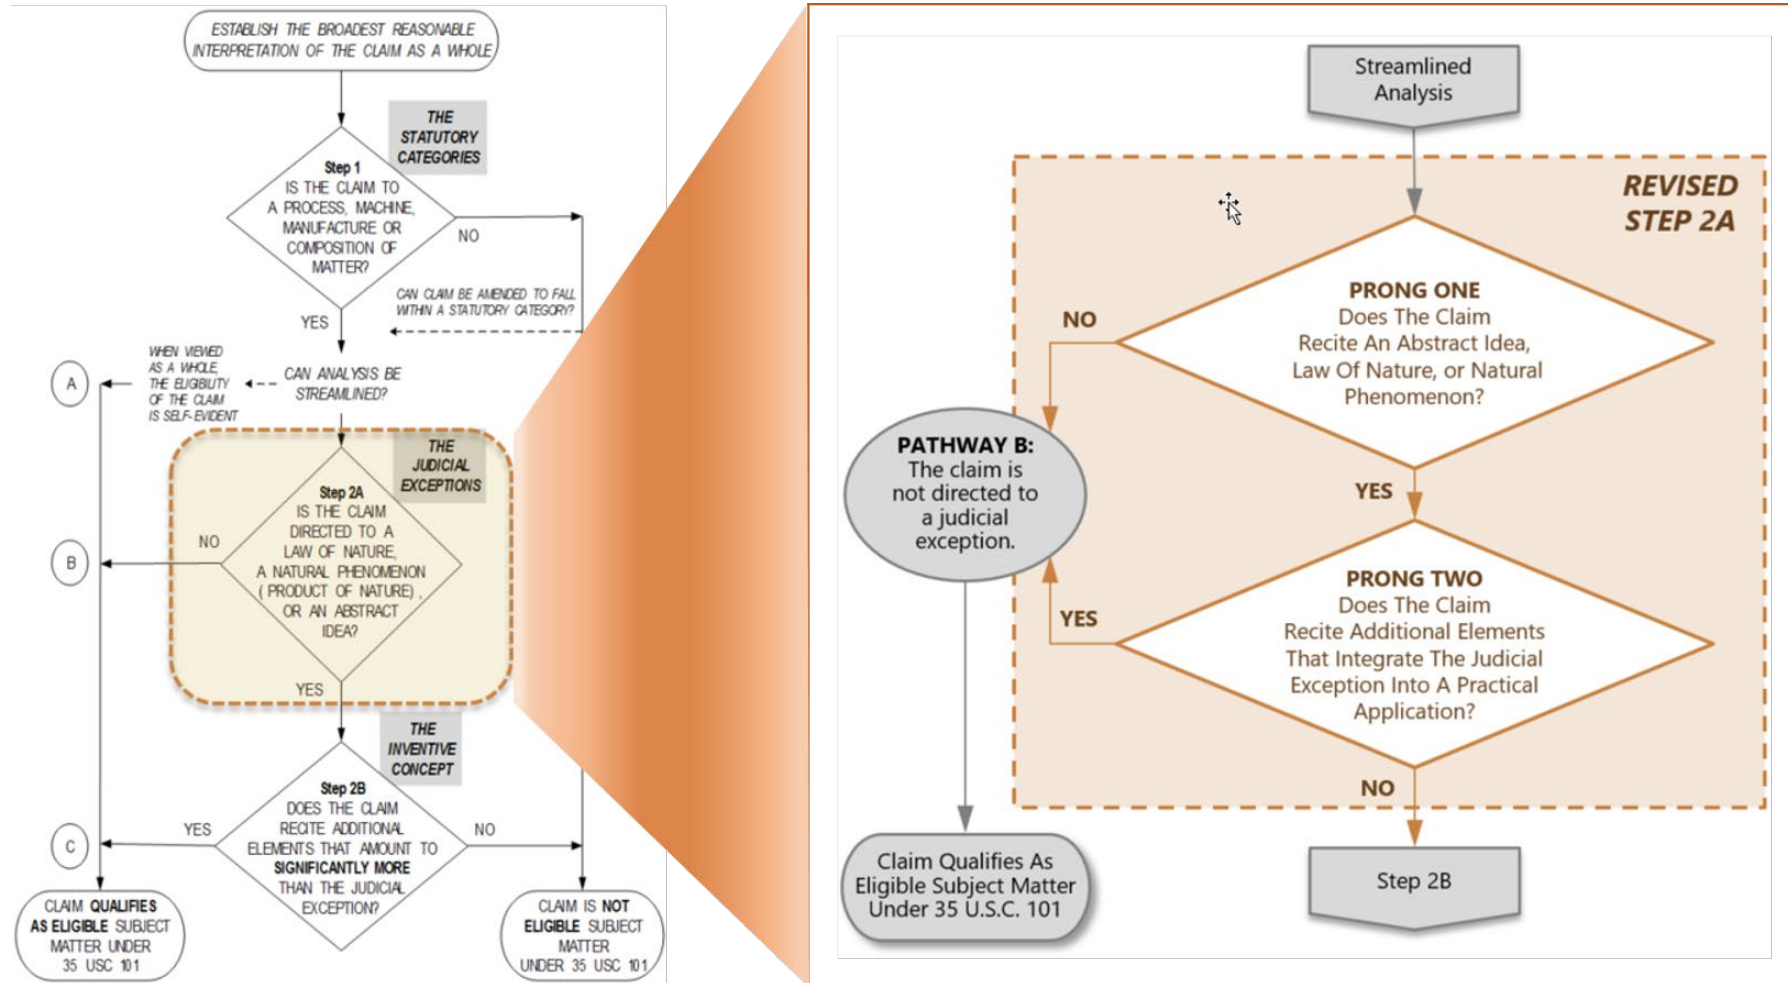 ESTABLISH THE BROADEST REASONABLE
INTERPRETATION OF THE CLAIM AS A WHOLE
THE
STATUTORY
CATEGORIES
Step 1
IS THE CLAIM TO
A PROCESS, MACHINE,
MANUFACTURE OR
COMPOSITION OF
MATTER?
NO
YES
CAN CLAIM BE AMENDED TO FALL
WITHIN A STATUTORY CATEGORY?
WHEN VIEWED
AS A WHOLE,
THE ELIGIBILITY
OF THE CLAIM
IS SELF-EVIDENT
A
CAN ANALYSIS BE
STREAMLINED?
THE
JUDICIAL
EXCEPTIONS
Step 2A
IS THE CLAIM
DIRECTED TO A
LAW OF NATURE,
A NATURAL PHENOMENON
( PRODUCT OF NATURE) ,
OR AN ABSTRACT
IDEA?
NO
B
YES
THE
INVENTIVE
CONCEPT
Step 2B
DOES THE CLAIM
RECITE ADDITIONAL
ELEMENTS THAT AMOUNT TO
SIGNIFICANTLY MORE
THAN THE JUDICIAL
EXCEPTION?
YES
NO
C
CLAIM QUALIFIES
AS ELIGIBLE SUBJECT
MATTER UNDER
35 USC 101
CLAIM IS NOT
ELIGIBLE SUBJECT
MATTER
UNDER 35 USC 101
Streamlined
Analysis
REVISED
STEP 2A
PRONG ONE
Does The Claim
Recite An Abstract Idea,
Law Of Nature, or Natural
Phenomenon?
NO
YES
PATHWAY B:
The claim is
not directed to
a judicial
exception.
PRONG TWO
Does The Claim
Recite Additional Elements
That Integrate The Judicial
Exception Into A Practical
Application?
YES
NO
Claim Qualifies As
Eligible Subject Matter
Under 35 U.S.C. 101
Step 2B